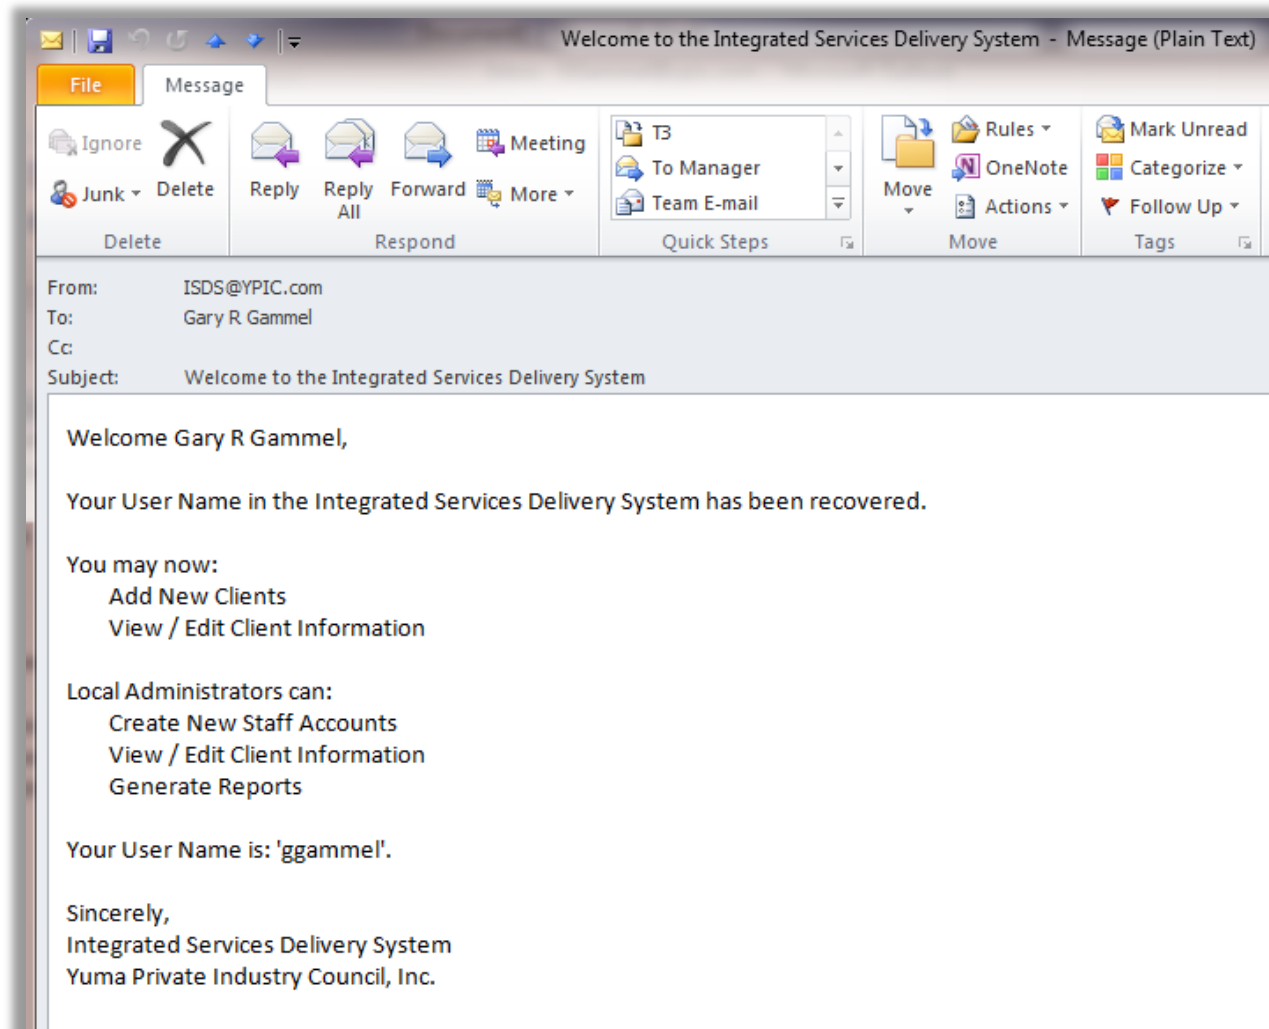 Welcome to the Integrated Services Delivery System - Message (Plain Text)
File Message
Ignore
Junk
Delete
Delete
Reply
Reply All
Forward
Meeting
More
Respond
T3
To Manager
Team E-mail
Quick Steps
Move
Rules
OneNote
Actions
Move
Mark Unread
Categorize
Follow Up
Tags
From: ISDS@YPIC.com
To: Gary R Gammel
Cc:
Subject: Welcome to the Integrated Services Delivery System
Welcome Gary R Gammel,
Your User Name in the Integrated Services Delivery System has been recovered.
You may now:
Add New Clients
View / Edit Client Information
Local Administrators can:
Create New Staff Accounts
View / Edit Client Information
Generate Reports
Your User Name is: 'ggammel'.
Sincerely,
Integrated Services Delivery System
Yuma Private Industry Council, Inc.